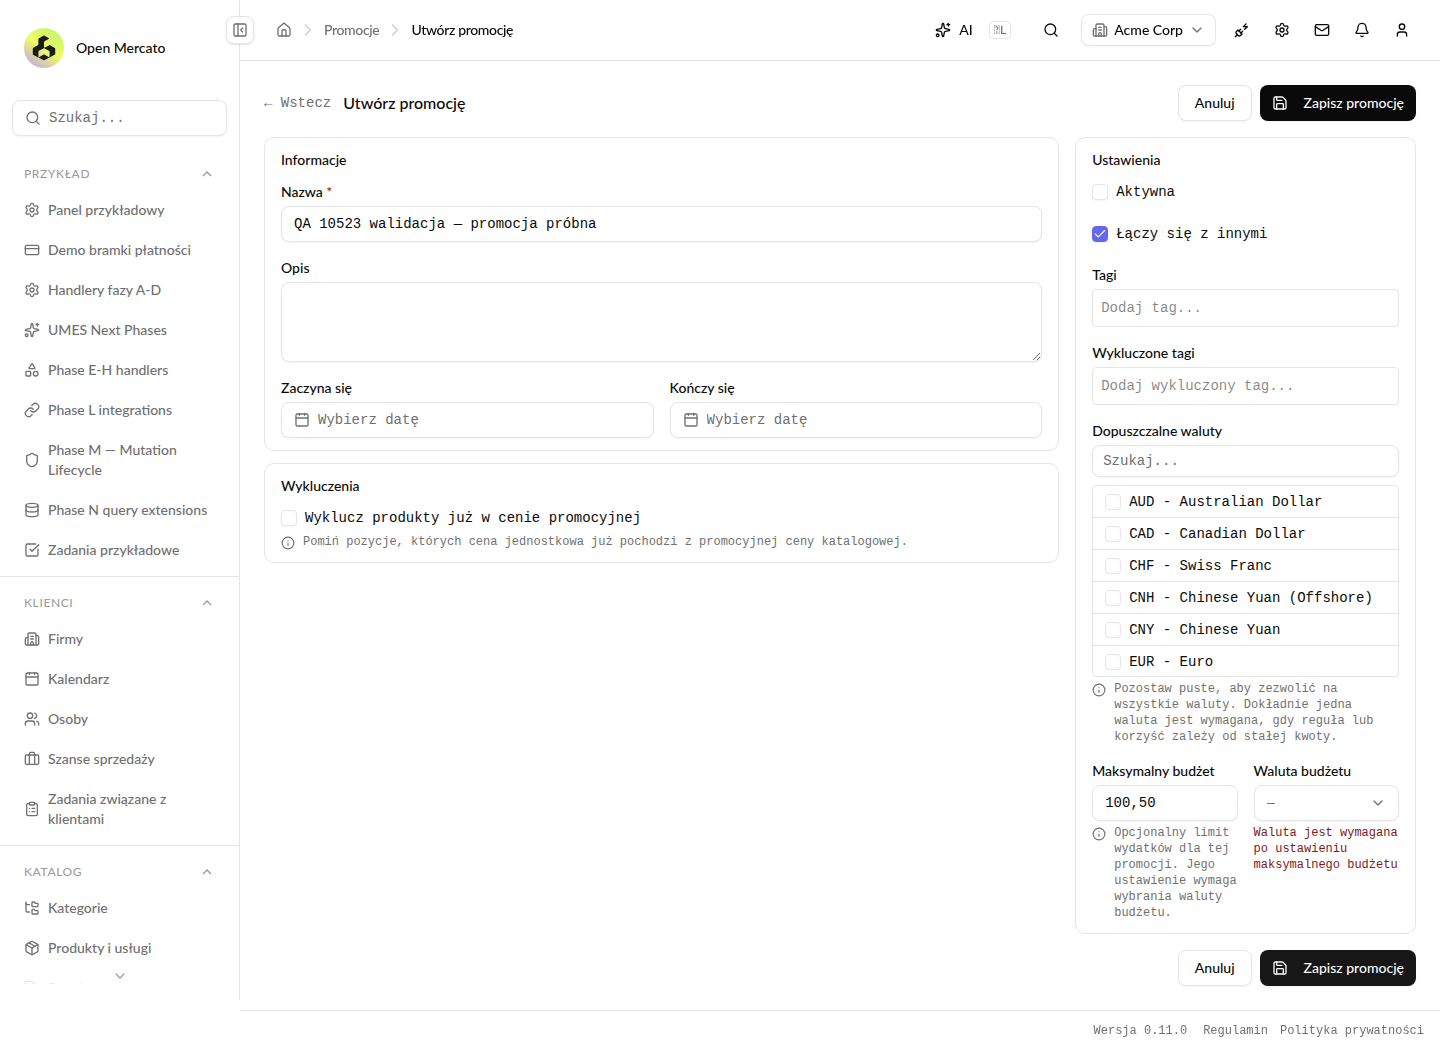 Open Mercato
Promocje
Utwórz promocję
AI
Acme Corp
Szukaj...
← Wstecz
Utwórz promocję
Anuluj
Zapisz promocję
PRZYKŁAD
Panel przykładowy
Demo bramki płatności
Handlery fazy A-D
UMES Next Phases
Phase E-H handlers
Phase L integrations
Phase M — Mutation
Lifecycle
Phase N query extensions
Zadania przykładowe
KLIENCI
Firmy
Kalendarz
Osoby
Szanse sprzedaży
Zadania związane z
klientami
KATALOG
Kategorie
Produkty i usługi
Informacje
Nazwa *
QA 10523 walidacja — promocja próbna
Opis
Zaczyna się
Kończy się
Wybierz datę
Wybierz datę
Wykluczenia
Wyklucz produkty już w cenie promocyjnej
Pomiń pozycje, których cena jednostkowa już pochodzi z promocyjnej ceny katalogowej.
Ustawienia
Aktywna
Łączy się z innymi
Tagi
Dodaj tag...
Wykluczone tagi
Dodaj wykluczony tag...
Dopuszczalne waluty
Szukaj...
AUD - Australian Dollar
CAD - Canadian Dollar
CHF - Swiss Franc
CNH - Chinese Yuan (Offshore)
CNY - Chinese Yuan
EUR - Euro
Pozostaw puste, aby zezwolić na
wszystkie waluty. Dokładnie jedna
waluta jest wymagana, gdy reguła lub
korzyść zależy od stałej kwoty.
Maksymalny budżet
Waluta budżetu
100,50
—
Opcjonalny limit
wydatków dla tej
promocji. Jego
ustawienie wymaga
wybrania waluty
budżetu.
Waluta jest wymagana
po ustawieniu
maksymalnego budżetu
Anuluj
Zapisz promocję
Wersja 0.11.0
Regulamin
Polityka prywatności